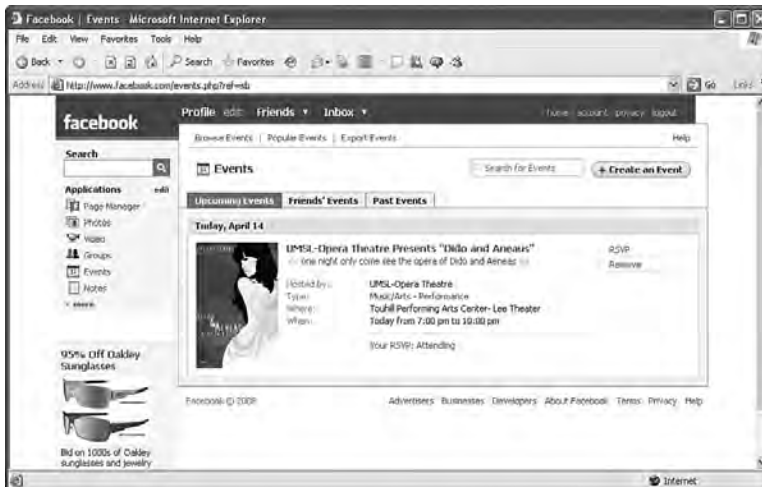 Facebook | Events - Microsoft Internet Explorer
File Edit View Favorites Tools Help
Back Search Favorites
Address http://www.facebook.com/events.php?ref=sb Go Links
facebook
Profile edit Friends Inbox home account privacy logout
Browse Events | Popular Events | Export Events Help
Search
Events Search for Events + Create an Event
Applications edit
Page Manager
Photos
Video
Groups
Events
Notes
more
Upcoming Events Friends' Events Past Events
Today, April 14
UMSL-Opera Theatre Presents "Dido and Aneaus"
one night only come see the opera of Dido and Aeneas
RSVP
Remove
Hosted by: UMSL-Opera Theatre
Type: Music/Arts - Performance
Where: Touhill Performing Arts Center- Lee Theater
When: Today from 7:00 pm to 10:00 pm
Your RSVP: Attending
95% Off Oakley
Sunglasses
Bid on 1000s of Oakley
sunglasses and jewelry
Facebook © 2008 Advertisers Businesses Developers About Facebook Terms Privacy Help
Internet